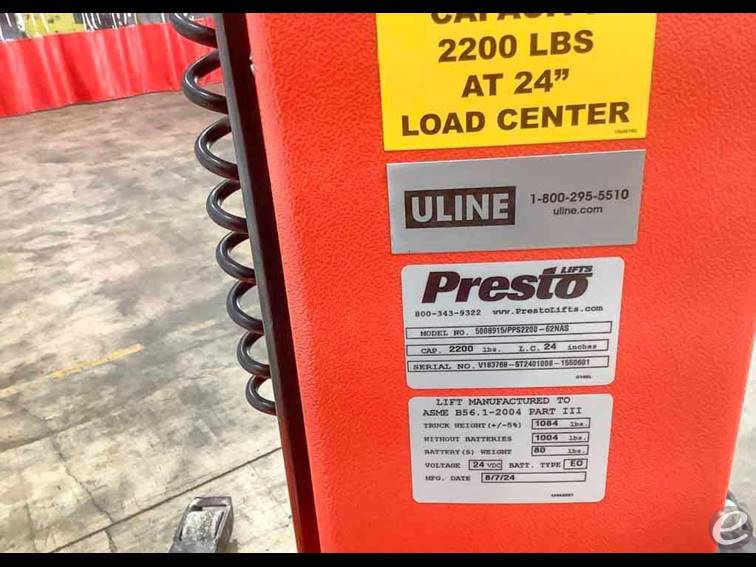 2200 LBS
AT 24”
LOAD CENTER
ULINE
1-800-295-5510
uline.com
Presto
LIFTS
800-343-9322 www.PrestoLifts.com
MODEL NO. 5008915/PPS2200-62NAS
CAP. 2200 lbs. L.C. 24 inches
SERIAL NO. V18376B-ST2401008-1560601
LIFT MANUFACTURED TO
ASME B56.1-2004 PART III
TRUCK WEIGHT(+/-5%) 1084 lbs.
WITHOUT BATTERIES 1004 lbs.
BATTERY(S) WEIGHT 80 lbs.
VOLTAGE 24 VDC BATT. TYPE EO
MFG. DATE 8/7/24
e